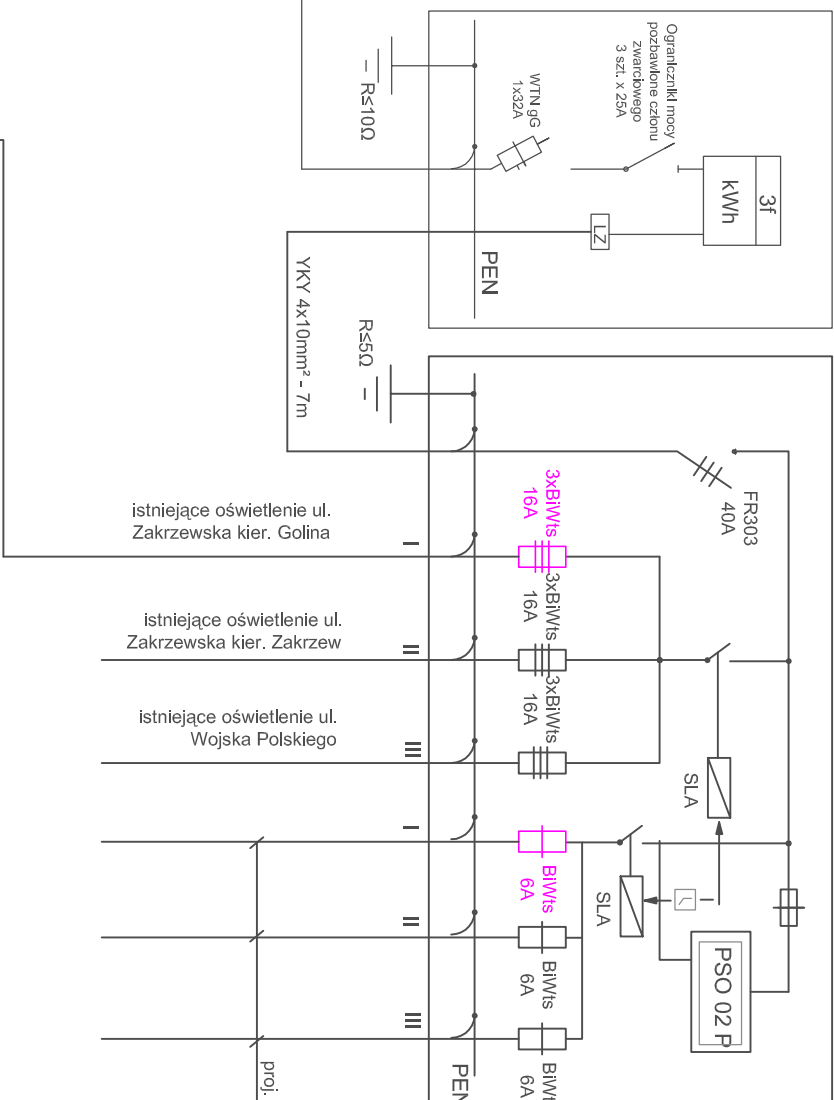 Ograniczniki mocy
pozbawione członu
zwarciowego
3 szt. x 25A
3f
kWh
WTN gG
1x32A
R≤10Ω
LZ
PEN
YKY 4x10mm² - 7m
R≤5Ω
FR303
40A
istniejące oświetlenie ul.
Zakrzewska kier. Golina
I
3xBiWts
16A
istniejące oświetlenie ul.
Zakrzewska kier. Zakrzew
II
3xBiWts
16A
istniejące oświetlenie ul.
Wojska Polskiego
III
3xBiWts
16A
SLA
I
BiWts
6A
SLA
II
BiWts
6A
PSO 02 P
III
BiWt
6A
PEN
proj.